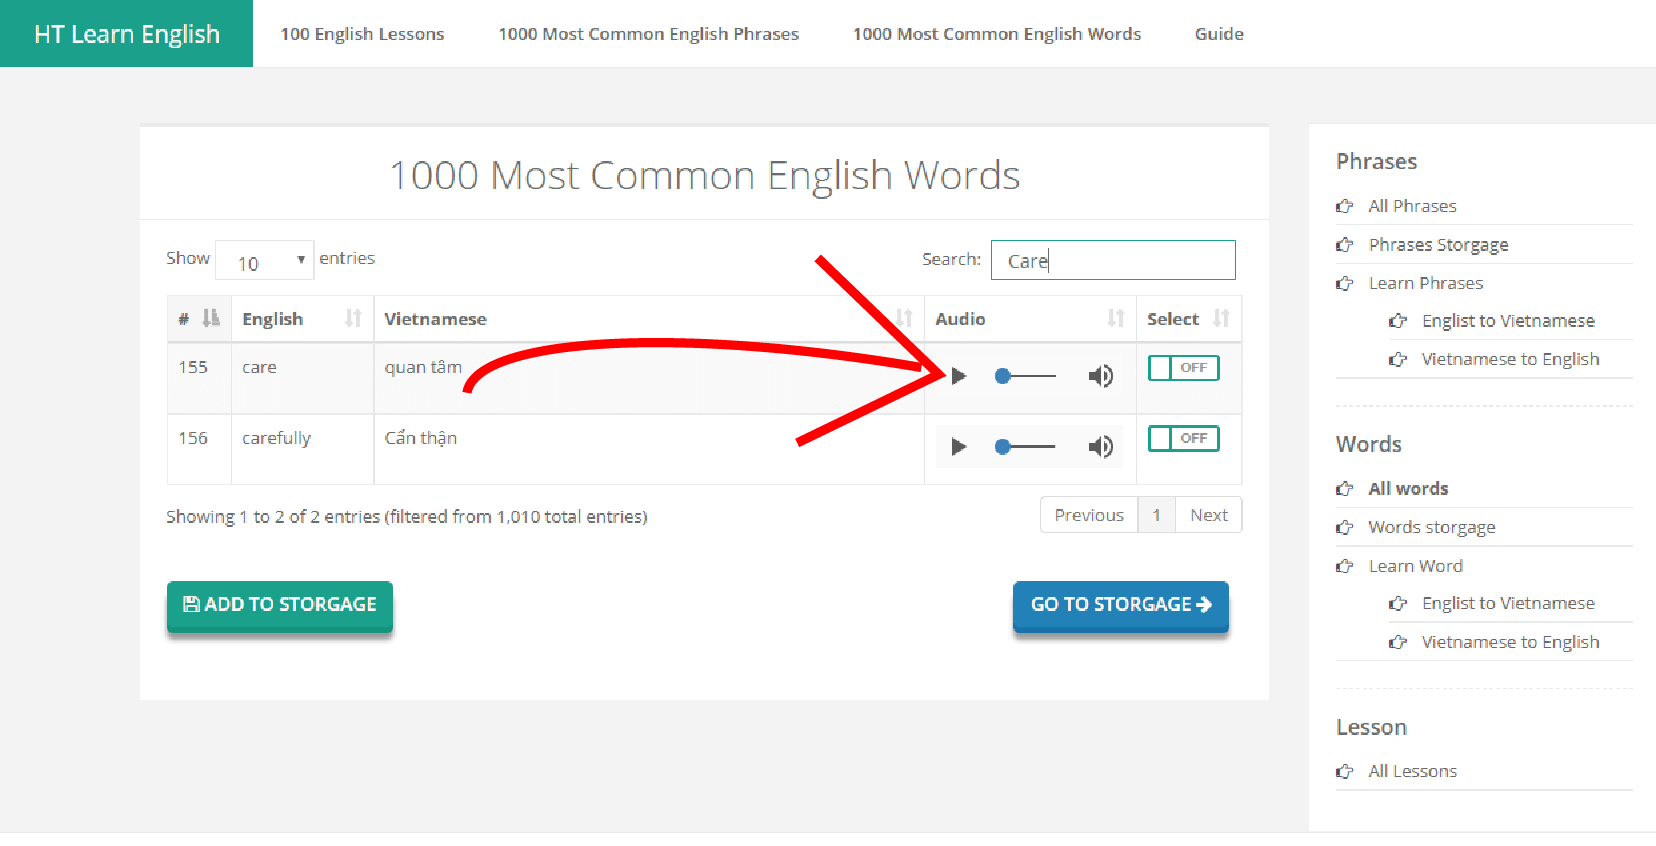 HT Learn English 100 English Lessons 1000 Most Common English Phrases 1000 Most Common English Words Guide
1000 Most Common English Words
Show 10 entries Search: Care
# English Vietnamese Audio Select
155 care quan tâm OFF
156 carefully Cẩn thận OFF
Showing 1 to 2 of 2 entries (filtered from 1,010 total entries) Previous 1 Next
ADD TO STORGAGE GO TO STORGAGE
Phrases
All Phrases
Phrases Storgage
Learn Phrases
Englist to Vietnamese
Vietnamese to English
Words
All words
Words storgage
Learn Word
Englist to Vietnamese
Vietnamese to English
Lesson
All Lessons